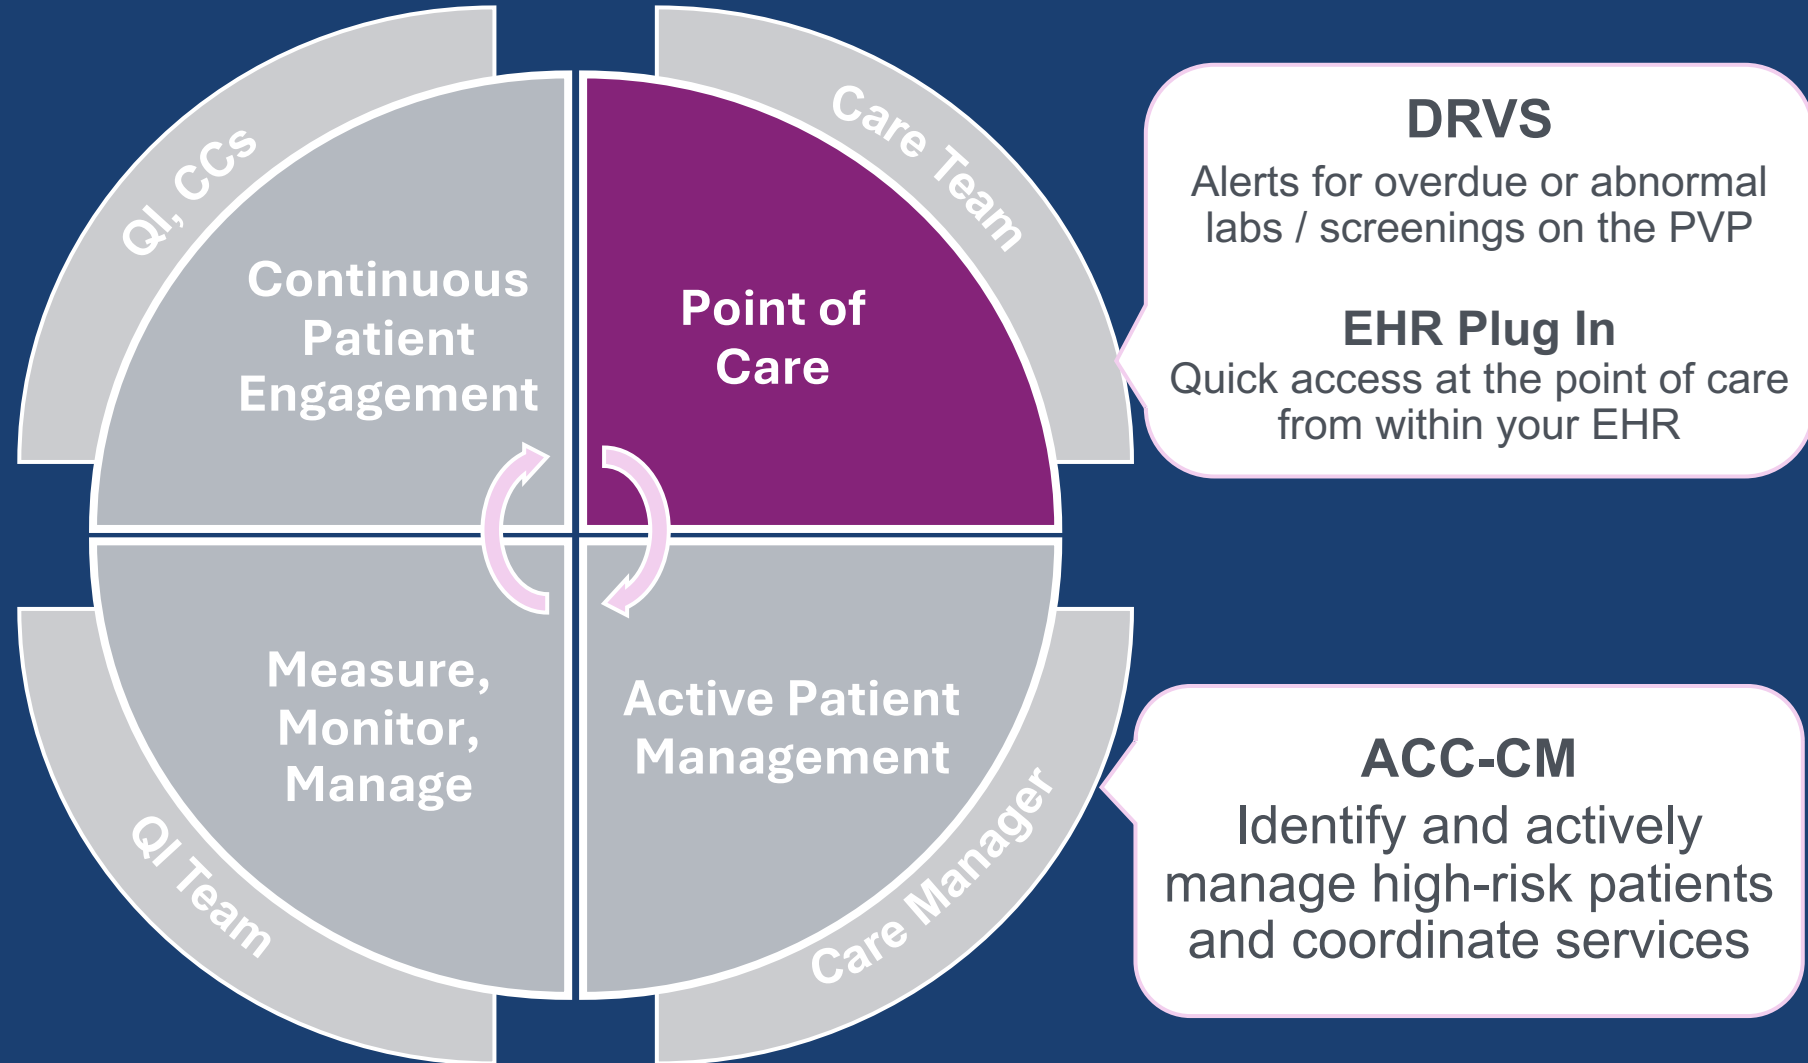 QI, CCs
Continuous
Patient
Engagement
Care Team
Point of
Care
DRVS
Alerts for overdue or abnormal
labs / screenings on the PVP
EHR Plug In
Quick access at the point of care
from within your EHR
Measure,
Monitor,
Manage
QI Team
Active Patient
Management
Care Manager
ACC-CM
Identify and actively
manage high-risk patients
and coordinate services